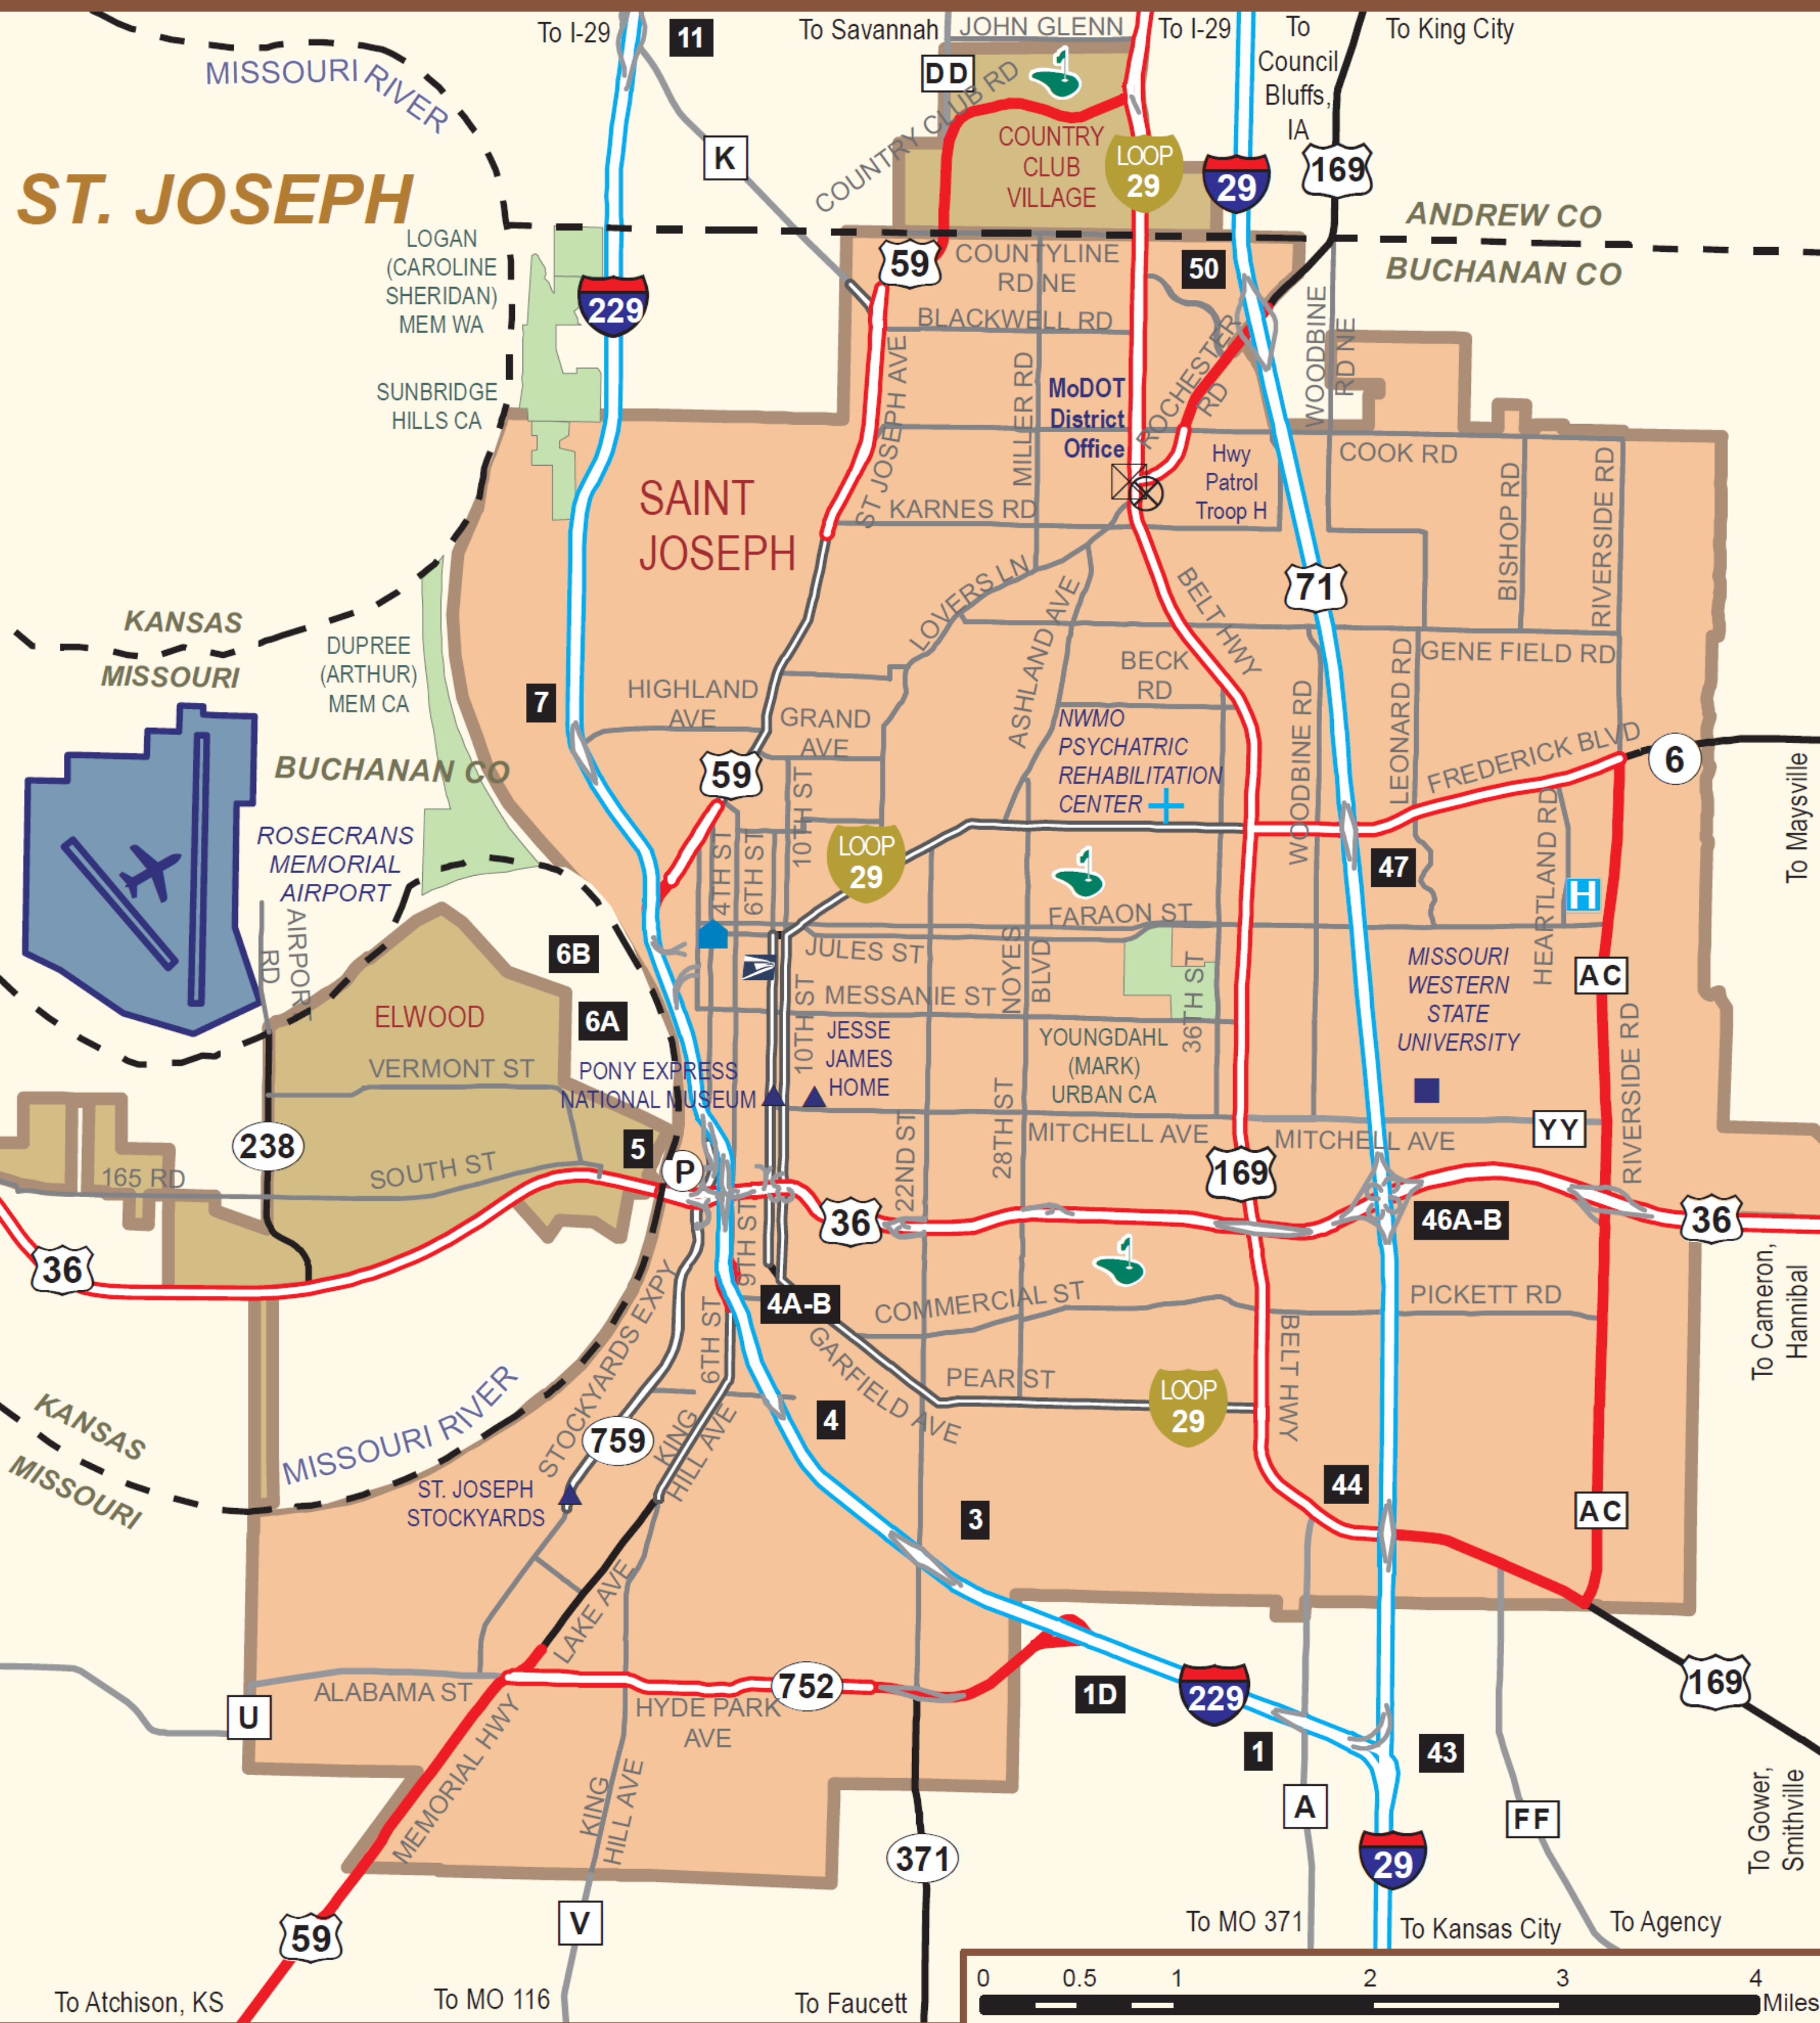 To I-29
11
To Savannah
JOHN GLENN
To I-29
To
Council
Bluffs,
IA
To King City
MISSOURI RIVER
DD
COUNTRY CLUB RD
K
COUNTRY
CLUB
VILLAGE
LOOP
29
29
169
ST. JOSEPH
ANDREW CO
BUCHANAN CO
LOGAN
(CAROLINE
SHERIDAN)
MEM WA
229
59
COUNTYLINE
RD NE
50
BLACKWELL RD
ROCHESTER
RD
WOODBINE
RD NE
SUNBRIDGE
HILLS CA
ST JOSEPH AVE
MILLER RD
MoDOT
District
Office
Hwy
Patrol
Troop H
COOK RD
BISHOP RD
RIVERSIDE RD
SAINT
JOSEPH
KARNES RD
LOVERS LN
ASHLAND AVE
BELT HWY
71
KANSAS
MISSOURI
DUPREE
(ARTHUR)
MEM CA
BECK
RD
LEONARD RD
GENE FIELD RD
7
HIGHLAND
AVE
GRAND
AVE
NWMO
PSYCHATRIC
REHABILITATION
CENTER
WOODBINE RD
FREDERICK BLVD
6
To Maysville
BUCHANAN CO
59
ROSECRANS
MEMORIAL
AIRPORT
4TH ST
6TH ST
10TH ST
LOOP
29
47
HEARTLAND RD
H
AIRPORT
RD
6B
FARAON ST
JULES ST
NOYES
BLVD
36TH ST
MISSOURI
WESTERN
STATE
UNIVERSITY
AC
ELWOOD
6A
MESSANIE ST
10TH ST
JESSE
JAMES
HOME
YOUNGDAHL
(MARK)
URBAN CA
RIVERSIDE RD
VERMONT ST
PONY EXPRESS
NATIONAL MUSEUM
238
5
P
22ND ST
28TH ST
MITCHELL AVE
MITCHELL AVE
YY
165 RD
SOUTH ST
169
36
9TH ST
36
46A-B
36
To Cameron,
Hannibal
STOCKYARDS EXPY
6TH ST
4A-B
COMMERCIAL ST
PICKETT RD
GARFIELD AVE
PEAR ST
LOOP
29
BELT HWY
KANSAS
MISSOURI
MISSOURI RIVER
759
KING
HILL AVE
4
ST. JOSEPH
STOCKYARDS
3
44
AC
LAKE AVE
U
ALABAMA ST
752
HYDE PARK
AVE
1D
229
169
MEMORIAL HWY
KING
HILL AVE
1
43
A
FF
To Gower,
Smithville
371
29
59
V
To MO 371
To Kansas City
To Agency
To Atchison, KS
To MO 116
To Faucett
0 0.5 1 2 3 4
Miles